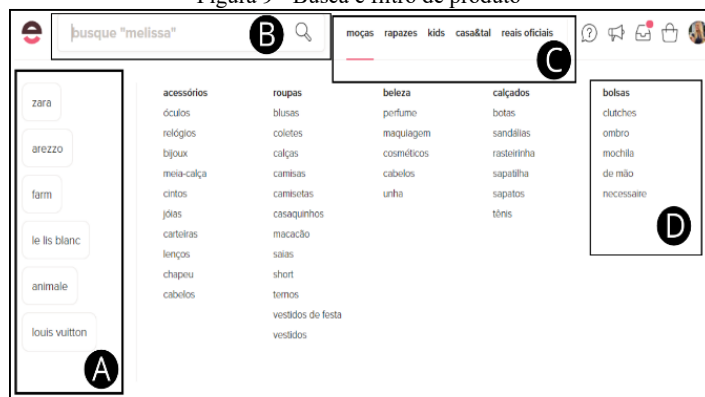 Figura 9 - Busca e filtro de produto
busque "melissa"
B
moças rapazes kids casa&tal reais oficiais
C
zara
arezzo
farm
le lis blanc
animale
louis vuitton
A
acessórios
óculos
relógios
bijoux
meia-calça
cintos
jóias
carteiras
lenços
chapeu
cabelos
roupas
blusas
coletes
calças
camisas
camisetas
casaquinhos
macacão
saias
short
ternos
vestidos de festa
vestidos
beleza
perfume
maquiagem
cosméticos
cabelos
unha
calçados
botas
sandálias
rasteirinha
sapatilha
sapatos
tênis
bolsas
clutches
ombro
mochila
de mão
necessaire
D